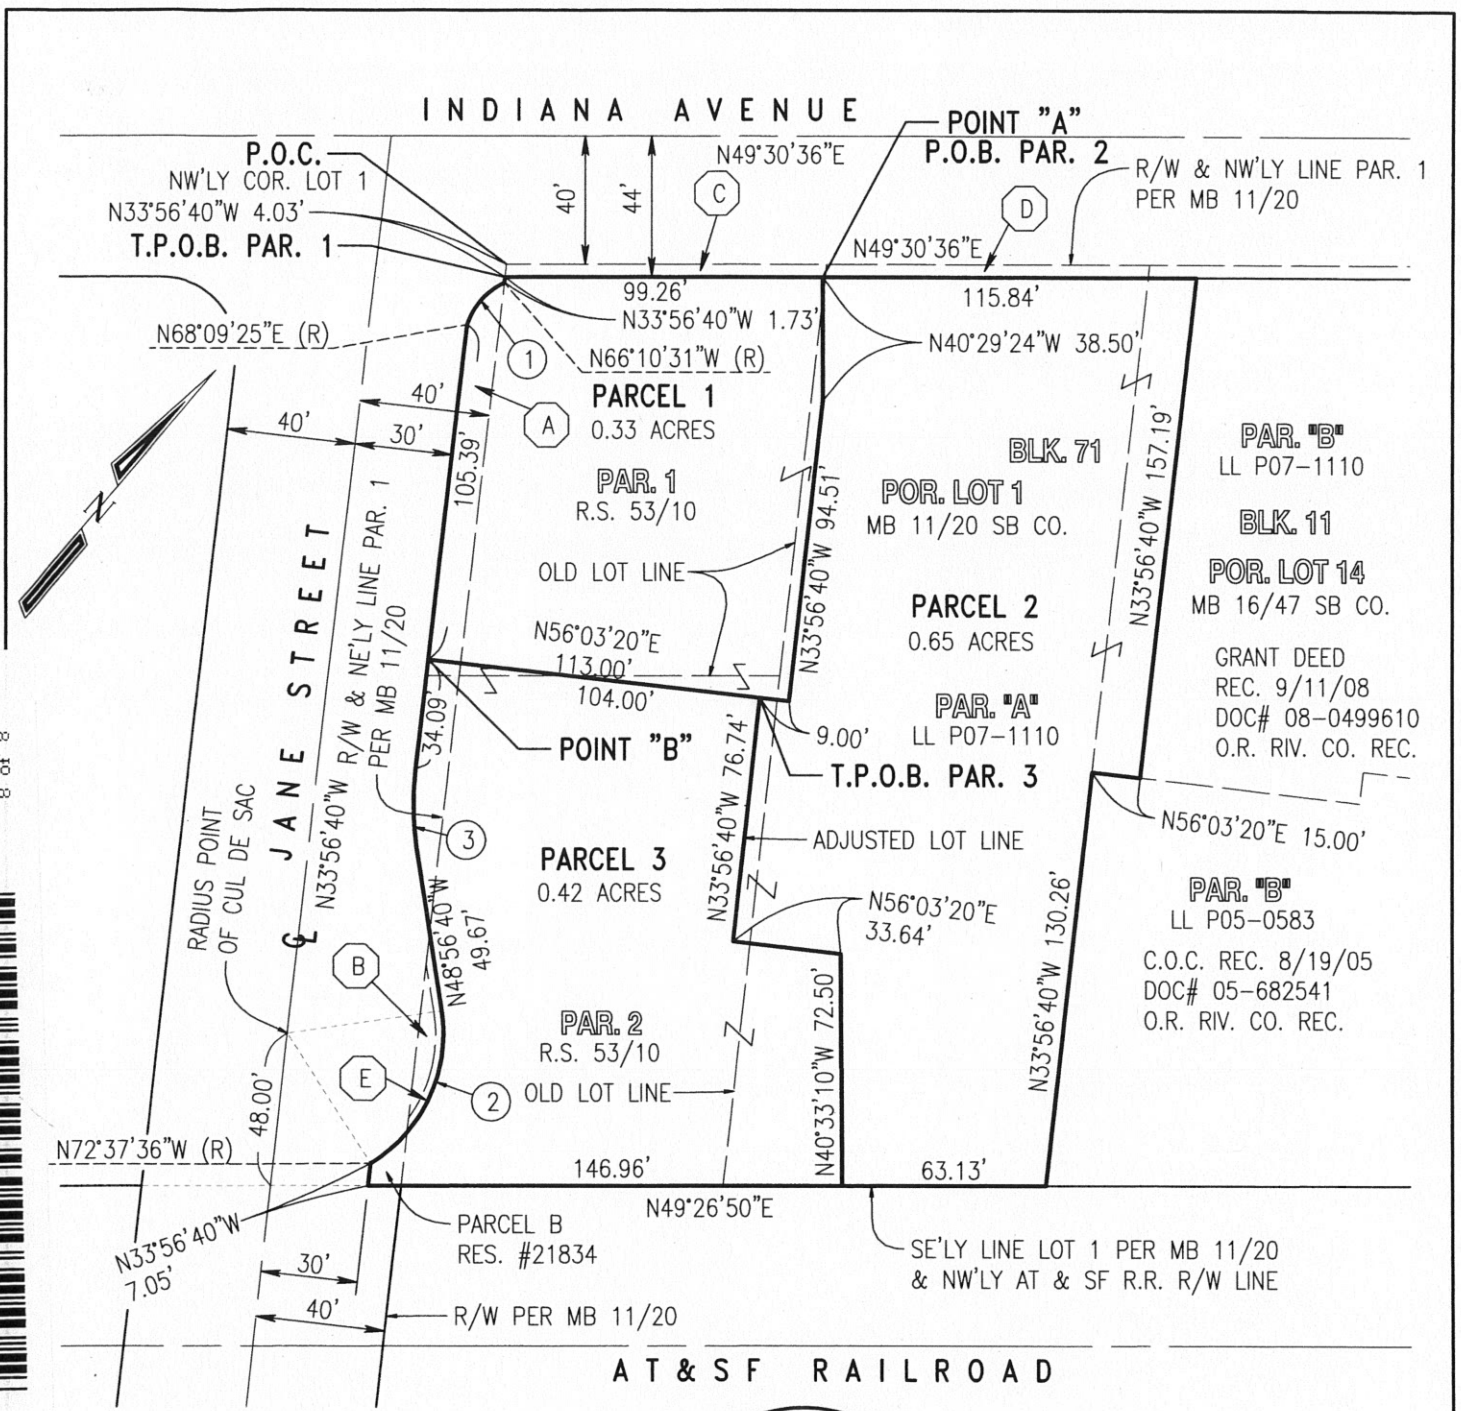 INDIANA AVENUE
POINT "A"
P.O.B. PAR. 2
P.O.C.
NW'LY COR. LOT 1
N33°56'40"W 4.03'
T.P.O.B. PAR. 1
40'
44'
N49°30'36"E
C
D
N49°30'36"E
R/W & NW'LY LINE PAR. 1
PER MB 11/20
99.26'
115.84'
N33°56'40"W 1.73'
N40°29'24"W 38.50'
N68°09'25"E (R)
1
N66°10'31"W (R)
40'
A
PARCEL 1
0.33 ACRES
40'
30'
105.39'
PAR. 1
R.S. 53/10
BLK. 71
POR. LOT 1
MB 11/20 SB CO.
N33°56'40"W 94.51'
N33°56'40"W 157.19'
PAR. "B"
LL P07-1110
BLK. 11
POR. LOT 14
MB 16/47 SB CO.
GRANT DEED
REC. 9/11/08
DOC# 08-0499610
O.R. RIV. CO. REC.
N
OLD LOT LINE
PARCEL 2
0.65 ACRES
PAR. "A"
LL P07-1110
N56°03'20"E
113.00'
104.00'
9.00'
T.P.O.B. PAR. 3
POINT "B"
34.09'
JANE STREET
℄
N33°56'40"W R/W & NE'LY LINE PAR. 1
PER MB 11/20
N33°56'40"W 76.74'
ADJUSTED LOT LINE
3
PARCEL 3
0.42 ACRES
N56°03'20"E
33.64'
N56°03'20"E 15.00'
PAR. "B"
LL P05-0583
C.O.C. REC. 8/19/05
DOC# 05-682541
O.R. RIV. CO. REC.
RADIUS POINT
OF CUL DE SAC
N48°56'40"W
49.67'
B
E
2
PAR. 2
R.S. 53/10
OLD LOT LINE
N40°33'10"W 72.50'
N33°56'40"W 130.26'
48.00'
N72°37'36"W (R)
146.96'
63.13'
N49°26'50"E
N33°56'40"W
7.05'
PARCEL B
RES. #21834
SE'LY LINE LOT 1 PER MB 11/20
& NW'LY AT & SF R.R. R/W LINE
30'
40'
R/W PER MB 11/20
AT&SF RAILROAD
8 of 8